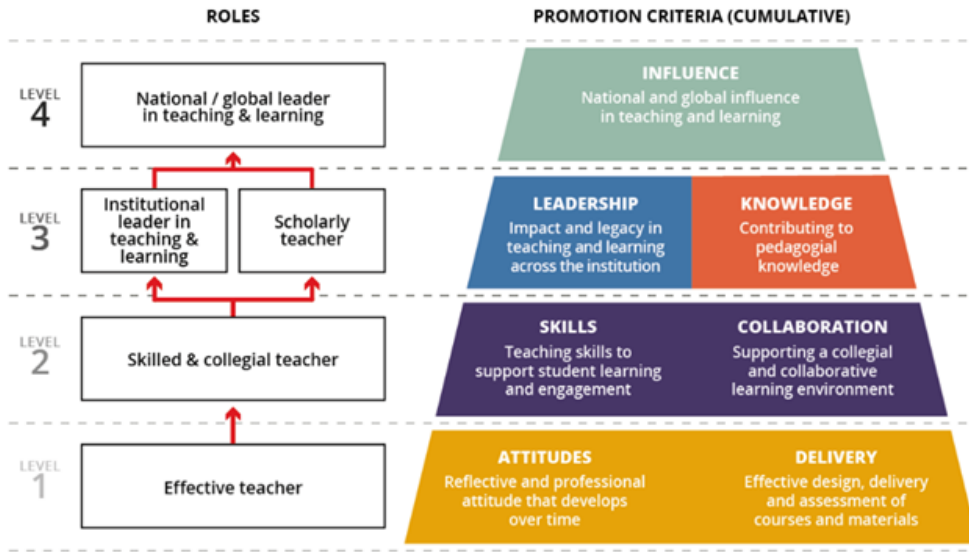 ROLES
PROMOTION CRITERIA (CUMULATIVE)
LEVEL
4
National / global leader
in teaching & learning
INFLUENCE
National and global influence
in teaching and learning
LEVEL
3
Institutional
leader in
teaching &
learning
Scholarly
teacher
LEADERSHIP
Impact and legacy in
teaching and learning
across the institution
KNOWLEDGE
Contributing to
pedagogial
knowledge
LEVEL
2
Skilled & collegial teacher
SKILLS
Teaching skills to
support student learning
and engagement
COLLABORATION
Supporting a collegial
and collaborative
learning environment
LEVEL
1
Effective teacher
ATTITUDES
Reflective and professional
attitude that develops
over time
DELIVERY
Effective design, delivery
and assessment of
courses and materials